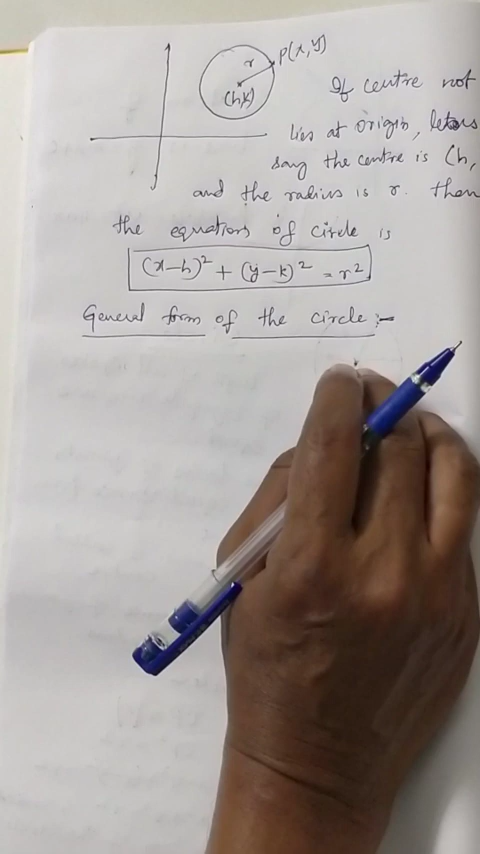 P(x,y)
r
(h,k)
If centre not
lies at origin, let us
say the centre is (h,
and the radius is r. then
the equation of circle is
(x-h)² + (y-k)² = r²
General form of the circle :-